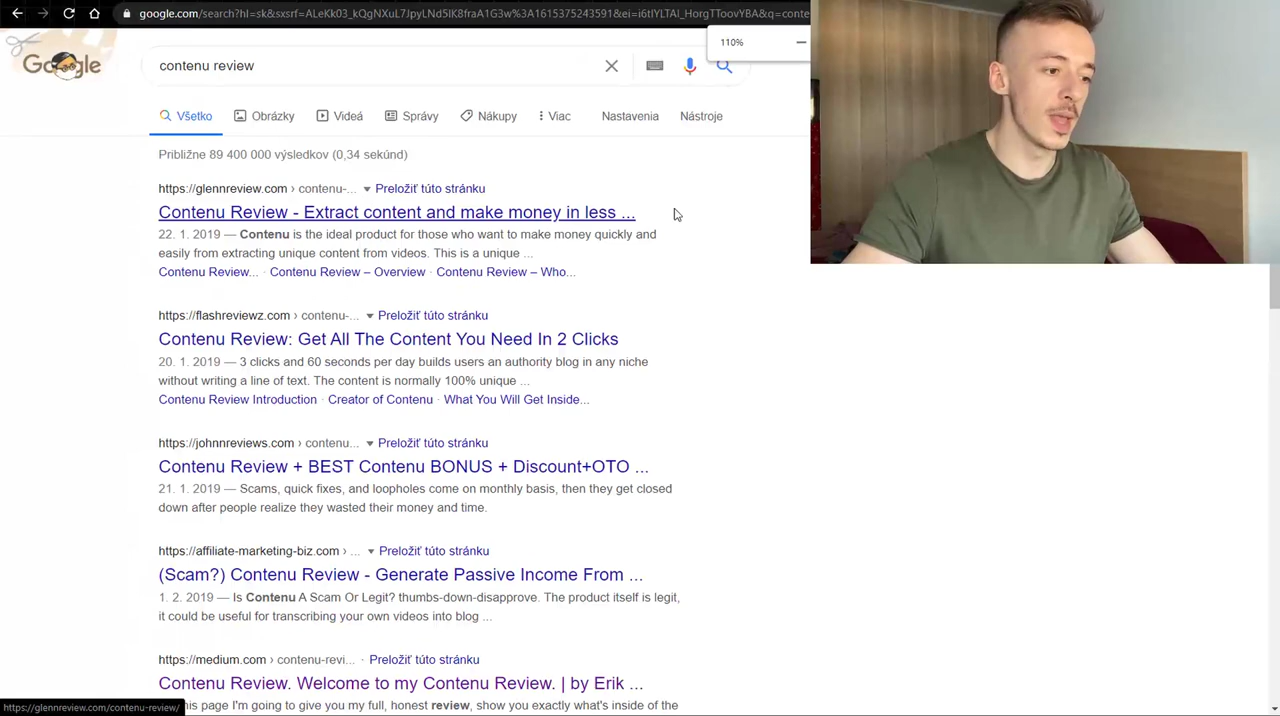 google.com/search?hl=sk&sxsrf=ALeKk03_kQgNXuL7JpyLNd5IK8fraA1G3w%3A1615375243591&ei=i6tIYLTAI_HorgTToovYBA&q=conte
110%
Google
contenu review
Všetko
Obrázky
Videá
Správy
Nákupy
Viac
Nastavenia
Nástroje
Približne 89 400 000 výsledkov (0,34 sekúnd)
https://glennreview.com › contenu-... Preložiť túto stránku
Contenu Review - Extract content and make money in less ...
22. 1. 2019 — Contenu is the ideal product for those who want to make money quickly and
easily from extracting unique content from videos. This is a unique ...
Contenu Review... · Contenu Review – Overview · Contenu Review – Who...
https://flashreviewz.com › contenu-... Preložiť túto stránku
Contenu Review: Get All The Content You Need In 2 Clicks
20. 1. 2019 — 3 clicks and 60 seconds per day builds users an authority blog in any niche
without writing a line of text. The content is normally 100% unique ...
Contenu Review Introduction · Creator of Contenu · What You Will Get Inside...
https://johnnreviews.com › contenu... Preložiť túto stránku
Contenu Review + BEST Contenu BONUS + Discount+OTO ...
21. 1. 2019 — Scams, quick fixes, and loopholes come on monthly basis, then they get closed
down after people realize they wasted their money and time.
https://affiliate-marketing-biz.com › ... Preložiť túto stránku
(Scam?) Contenu Review - Generate Passive Income From ...
1. 2. 2019 — Is Contenu A Scam Or Legit? thumbs-down-disapprove. The product itself is legit,
it could be useful for transcribing your own videos into blog ...
https://medium.com › contenu-revi... · Preložiť túto stránku
Contenu Review. Welcome to my Contenu Review. | by Erik ...
this page I'm going to give you my full, honest review, show you exactly what's inside of the
https://glennreview.com/contenu-review/